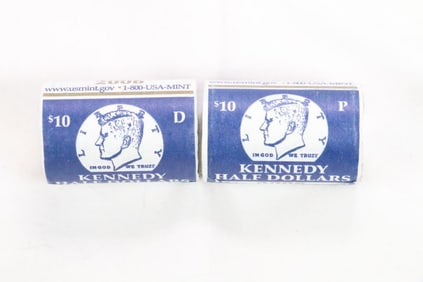 2008
www.usmint.gov • 1-800-USA-MINT
$10
D
LIBERTY
IN GOD WE TRUST
KENNEDY
HALF DOLLARS
$10
P
LIBERTY
IN GOD WE TRUST
KENNEDY
HALF DOLLARS